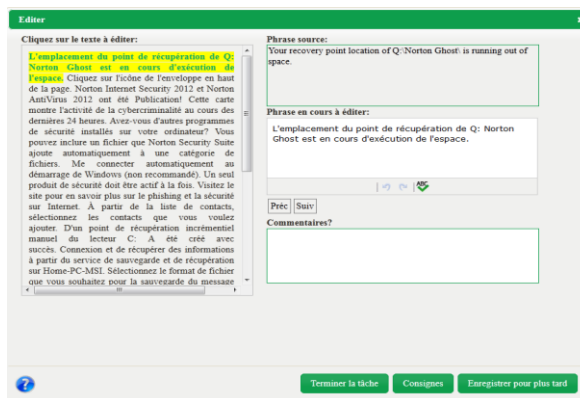 Editer
Cliquez sur le texte à éditer:
L'emplacement du point de récupération de Q:
Norton Ghost est en cours d'exécution de
l'espace. Cliquez sur l'icône de l'enveloppe en haut
de la page. Norton Internet Security 2012 et Norton
AntiVirus 2012 ont été Publication! Cette carte
montre l'activité de la cybercriminalité au cours des
dernières 24 heures. Avez-vous d'autres programmes
de sécurité installés sur votre ordinateur? Vous
pouvez inclure un fichier que Norton Security Suite
ajoute automatiquement à une catégorie de
fichiers. Me connecter automatiquement au
démarrage de Windows (non recommandé). Un seul
produit de sécurité doit être actif à la fois. Visitez le
site pour en savoir plus sur le phishing et la sécurité
sur Internet. À partir de la liste de contacts,
sélectionnez les contacts que vous voulez
ajouter. D'un point de récupération incrémentiel
manuel du lecteur C: A été créé avec
succès. Connexion et de récupérer des informations
à partir du service de sauvegarde et de récupération
sur Home-PC-MSI. Sélectionnez le format de fichier
que vous souhaitez pour la sauvegarde du message
Phrase source:
Your recovery point location of Q:\Norton Ghost\ is running out of
space.
Phrase en cours à éditer:
L'emplacement du point de récupération de Q: Norton
Ghost est en cours d'exécution de l'espace.
ABC
Préc Suiv
Commentaires?
Terminer la tâche Consignes Enregistrer pour plus tard